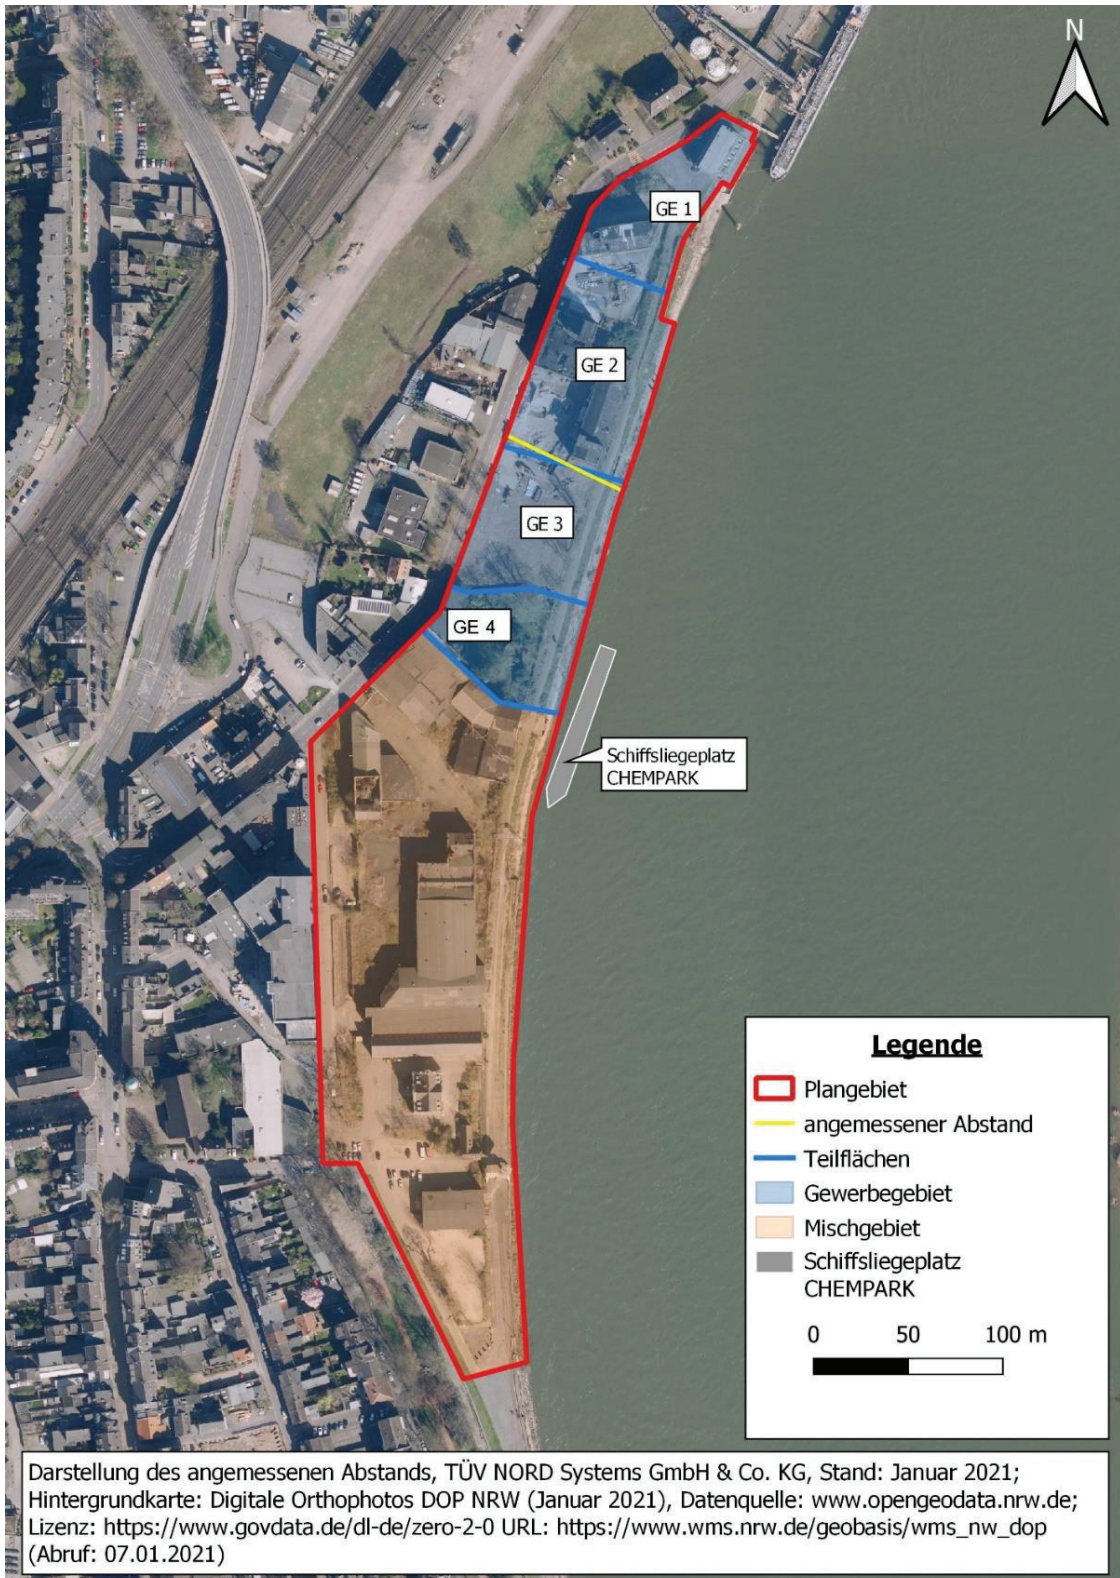 N
GE 1
GE 2
GE 3
GE 4
Schiffsliegeplatz
CHEMPARK
Legende
Plangebiet
angemessener Abstand
Teilflächen
Gewerbegebiet
Mischgebiet
Schiffsliegeplatz
CHEMPARK
0 50 100 m
Darstellung des angemessenen Abstands, TÜV NORD Systems GmbH & Co. KG, Stand: Januar 2021;
Hintergrundkarte: Digitale Orthophotos DOP NRW (Januar 2021), Datenquelle: www.opengeodata.nrw.de;
Lizenz: https://www.govdata.de/dl-de/zero-2-0 URL: https://www.wms.nrw.de/geobasis/wms_nw_dop
(Abruf: 07.01.2021)